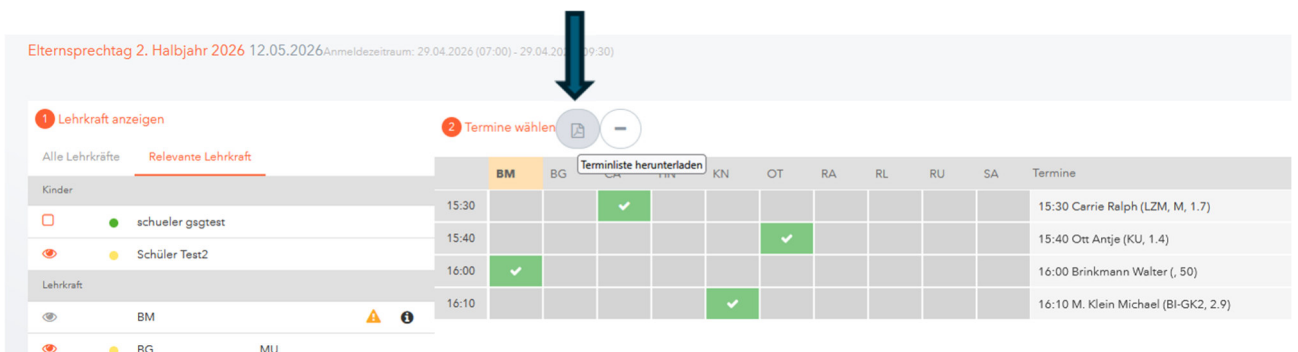 Elternsprechtag 2. Halbjahr 2026 12.05.2026 Anmeldezeitraum: 29.04.2026 (07:00) - 29.04. 09:30)
1 Lehrkraft anzeigen
Alle Lehrkräfte Relevante Lehrkraft
Kinder
schueler gsgtest
Schüler Test2
Lehrkraft
BM
BG MU
2 Termine wählen
Terminliste herunterladen
BM BG CA KN OT RA RL RU SA Termine
15:30 15:30 Carrie Ralph (LZM, M, 1.7)
15:40 15:40 Ott Antje (KU, 1.4)
16:00 16:00 Brinkmann Walter (, 50)
16:10 16:10 M. Klein Michael (BI-GK2, 2.9)